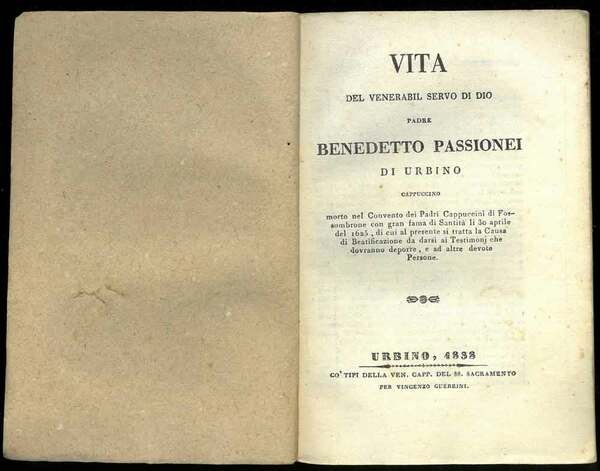 VITA
DEL VENERABIL SERVO DI DIO
PADRE
BENEDETTO PASSIONEI
DI URBINO
CAPPUCCINO
morto nel Convento dei Padri Cappuccini di Fos-
sombrone con gran fama di Santità li 30 aprile
del 1625, di cui al presente si tratta la Causa
di Beatificazione da darsi ai Testimonj che
dovranno deporre, e ad altre devote
Persone.
URBINO, 1838
CO' TIPI DELLA VEN. CAPP. DEL SS. SACRAMENTO
PER VINCENZO GUERRINI.